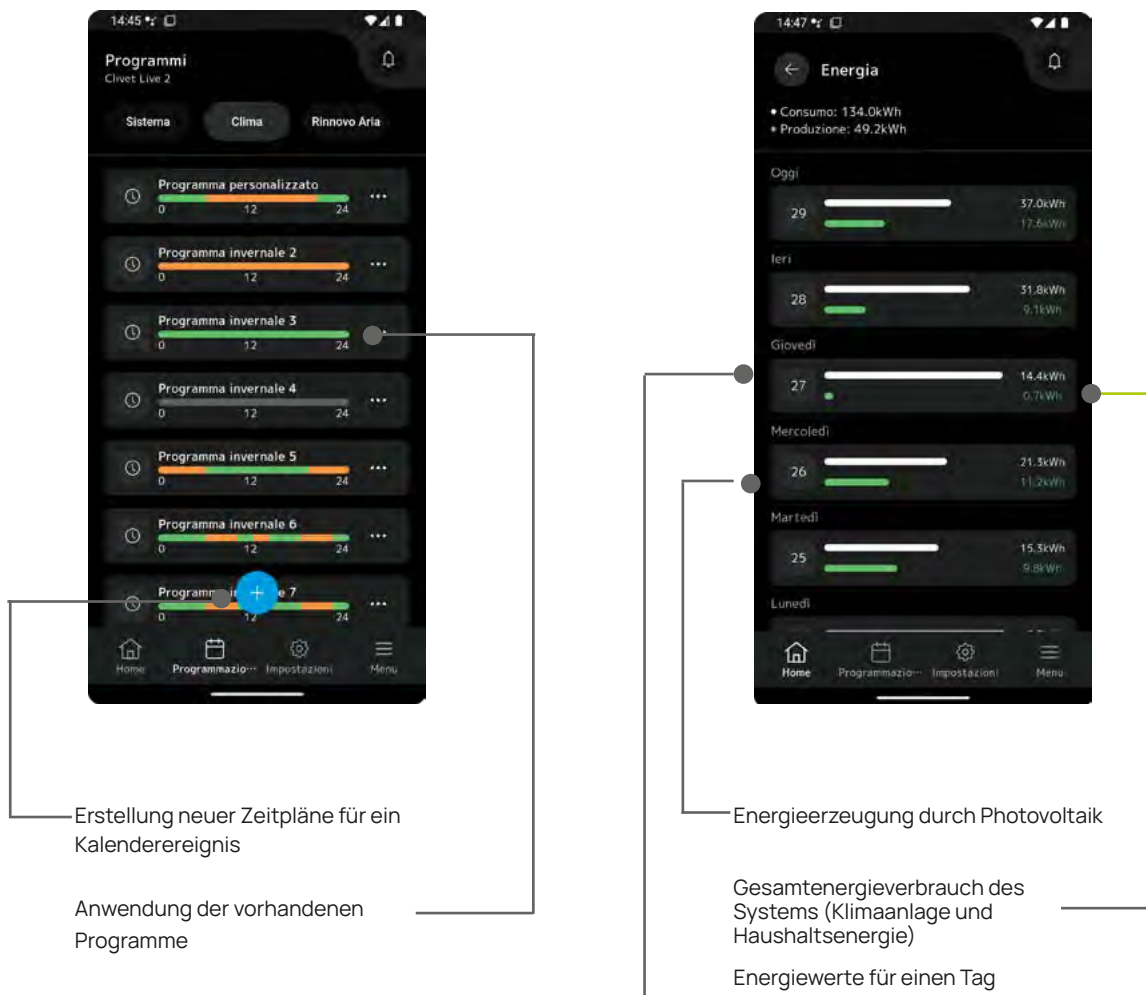 14:45
Programmi
Clivet Live 2
Sistema Clima Rinnovo Aria
Programma personalizzato
0 12 24
Programma invernale 2
0 12 24
Programma invernale 3
0 12 24
Programma invernale 4
0 12 24
Programma invernale 5
0 12 24
Programma invernale 6
0 12 24
Programma in e 7
0 12 24
Home Programmazio··· Impostazioni Menu
Erstellung neuer Zeitpläne für ein
Kalenderereignis
Anwendung der vorhandenen
Programme
14:47
Energia
• Consumo: 134.0kWh
• Produzione: 49.2kWh
Oggi
29 37.0kWh
17.6kWh
Ieri
28 31.8kWh
9.1kWh
Giovedì
27 14.4kWh
0.7kWh
Mercoledì
26 21.3kWh
11.2kWh
Martedì
25 15.3kWh
9.8kWh
Lunedì
Home Programmazio··· Impostazioni Menu
Energieerzeugung durch Photovoltaik
Gesamtenergieverbrauch des
Systems (Klimaanlage und
Haushaltsenergie)
Energiewerte für einen Tag